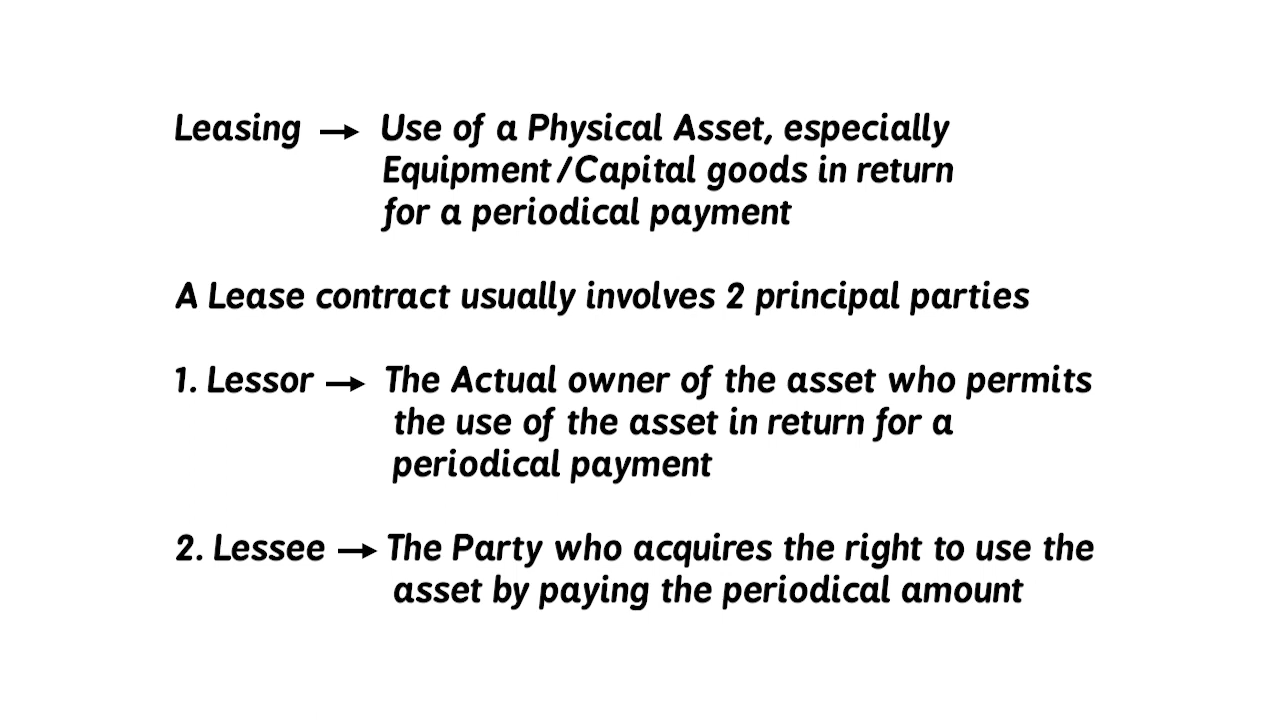 Leasing → Use of a Physical Asset, especially
Equipment/Capital goods in return
for a periodical payment
A Lease contract usually involves 2 principal parties
1. Lessor → The Actual owner of the asset who permits
the use of the asset in return for a
periodical payment
2. Lessee → The Party who acquires the right to use the
asset by paying the periodical amount